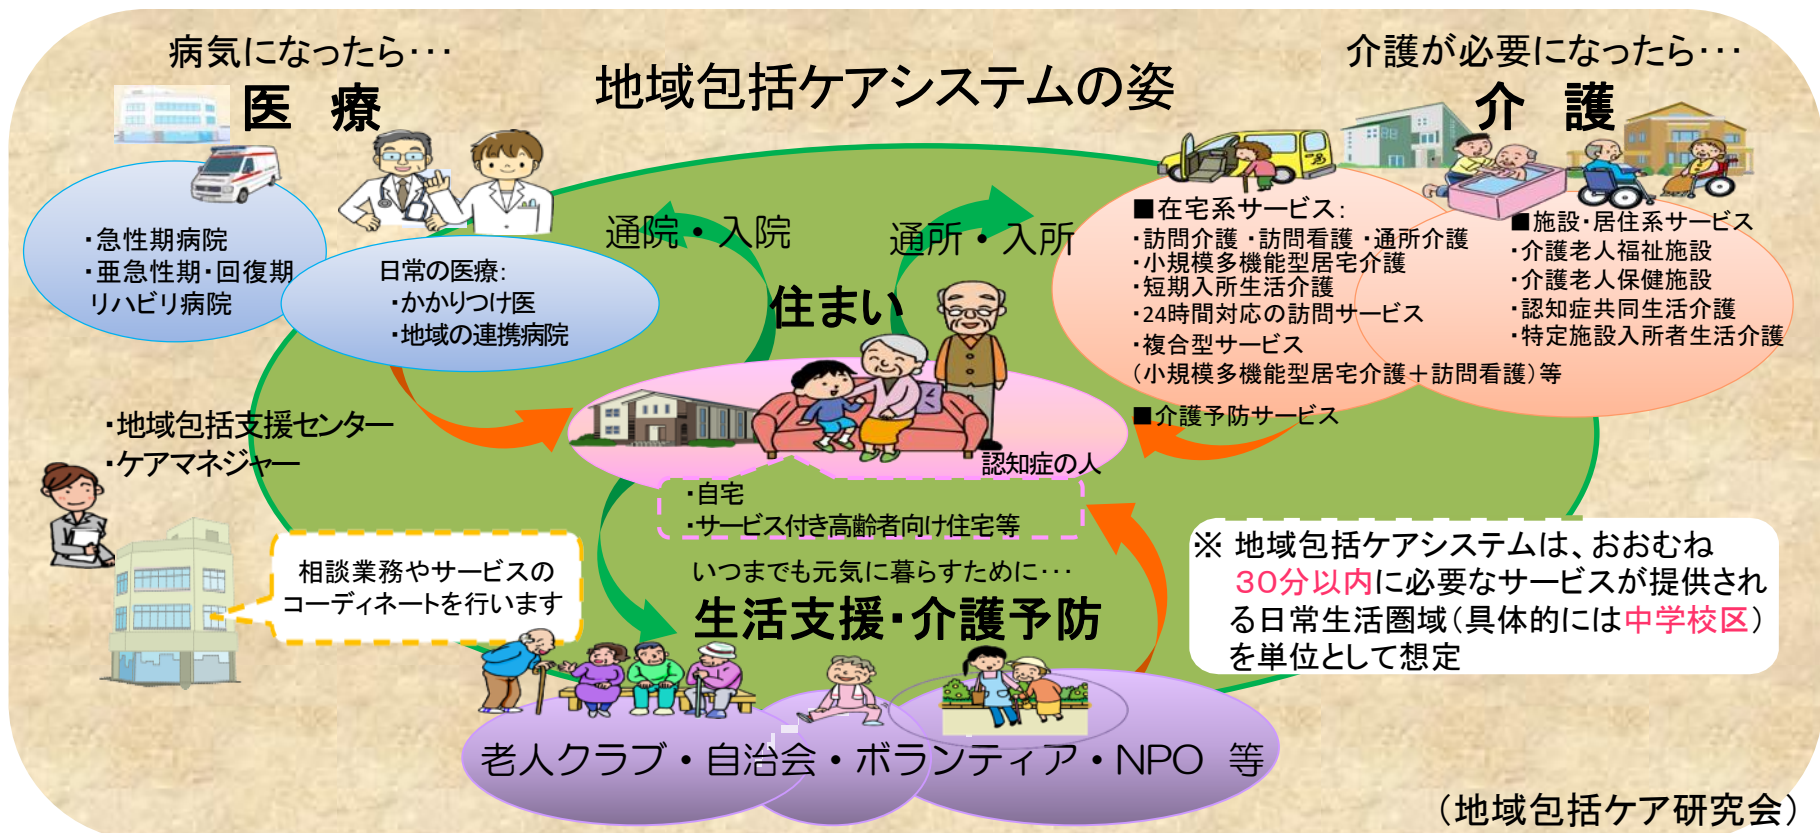 地域包括ケアシステムの姿
病気になったら･･･
医 療
・急性期病院
・亜急性期・回復期
リハビリ病院
日常の医療:
・かかりつけ医
・地域の連携病院
通院・入院
通所・入所
住まい
介護が必要になったら･･･
介 護
■在宅系サービス:
・訪問介護 ・訪問看護 ・通所介護
・小規模多機能型居宅介護
・短期入所生活介護
・24時間対応の訪問サービス
・複合型サービス
(小規模多機能型居宅介護＋訪問看護)等
■介護予防サービス
■施設・居住系サービス
・介護老人福祉施設
・介護老人保健施設
・認知症共同生活介護
・特定施設入所者生活介護
認知症の人
・自宅
・サービス付き高齢者向け住宅等
・地域包括支援センター
・ケアマネジャー
相談業務やサービスの
コーディネートを行います
いつまでも元気に暮らすために･･･
生活支援・介護予防
老人クラブ・自治会・ボランティア・NPO 等
※ 地域包括ケアシステムは、おおむね
３０分以内に必要なサービスが提供され
る日常生活圏域(具体的には中学校区)
を単位として想定
(地域包括ケア研究会)